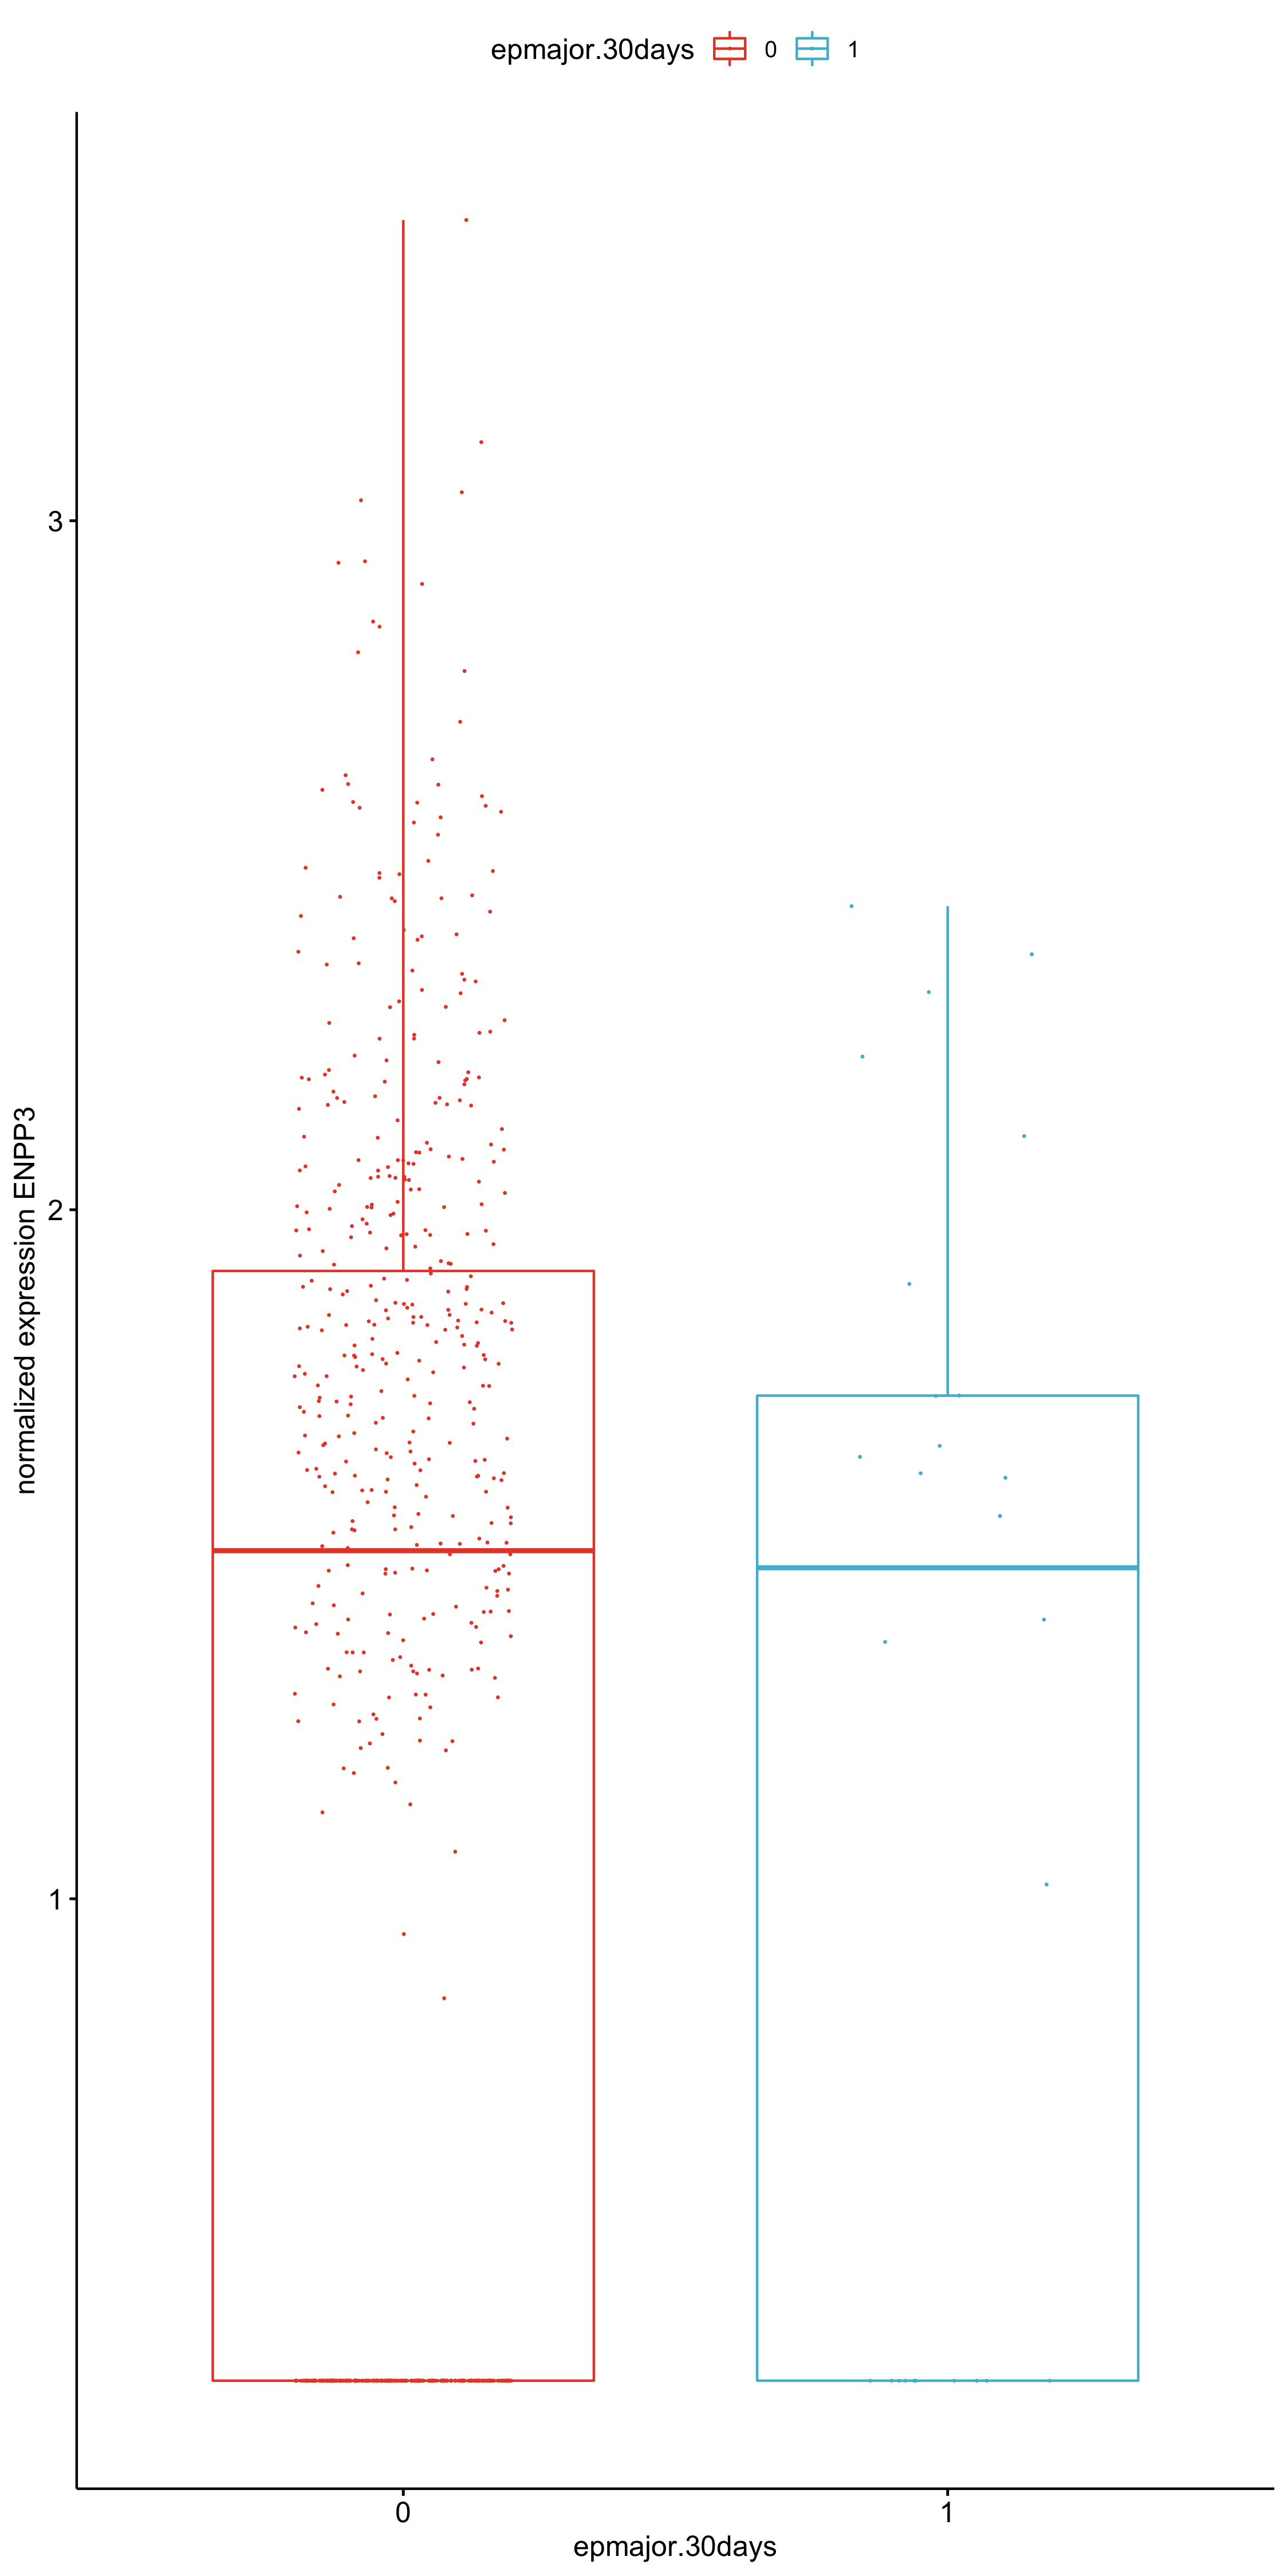 epmajor.30days 0 1
normalized expression ENPP3
3
2
1
0 1
epmajor.30days